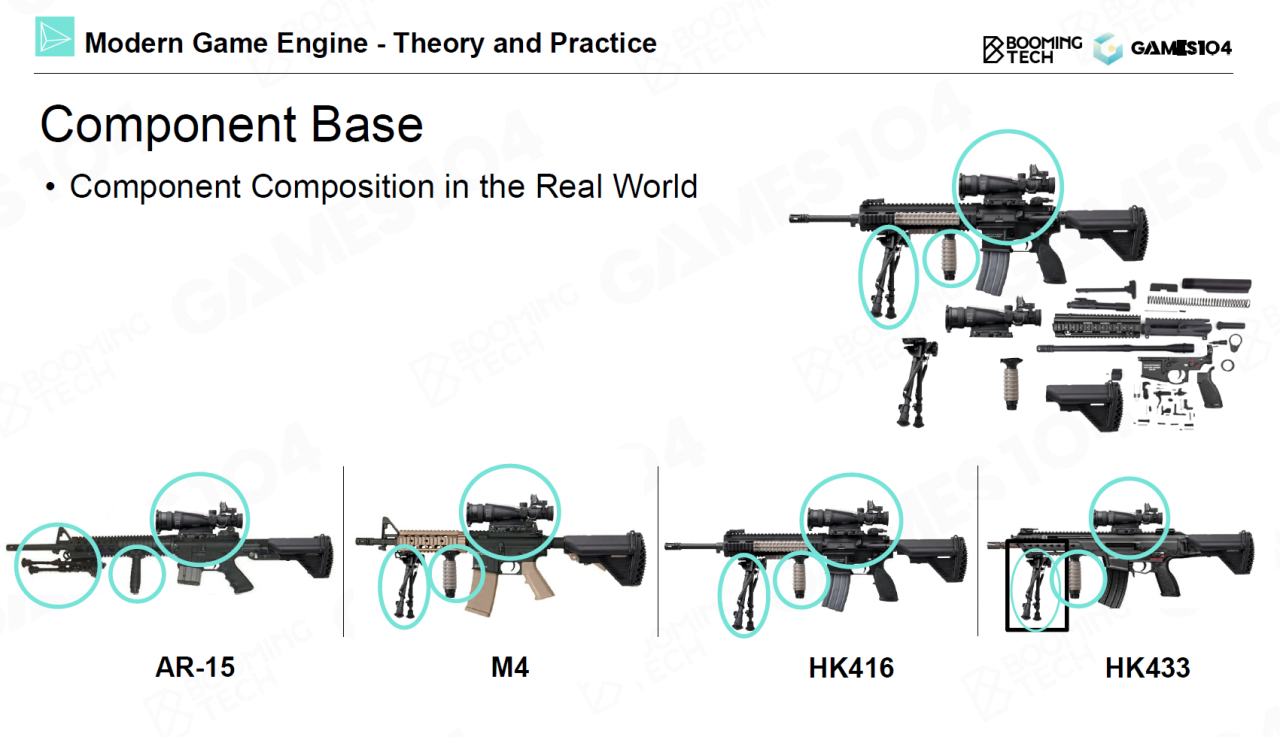 Modern Game Engine - Theory and Practice
BOOMING
TECH
GAMES104
Component Base
• Component Composition in the Real World
AR-15
M4
HK416
HK433